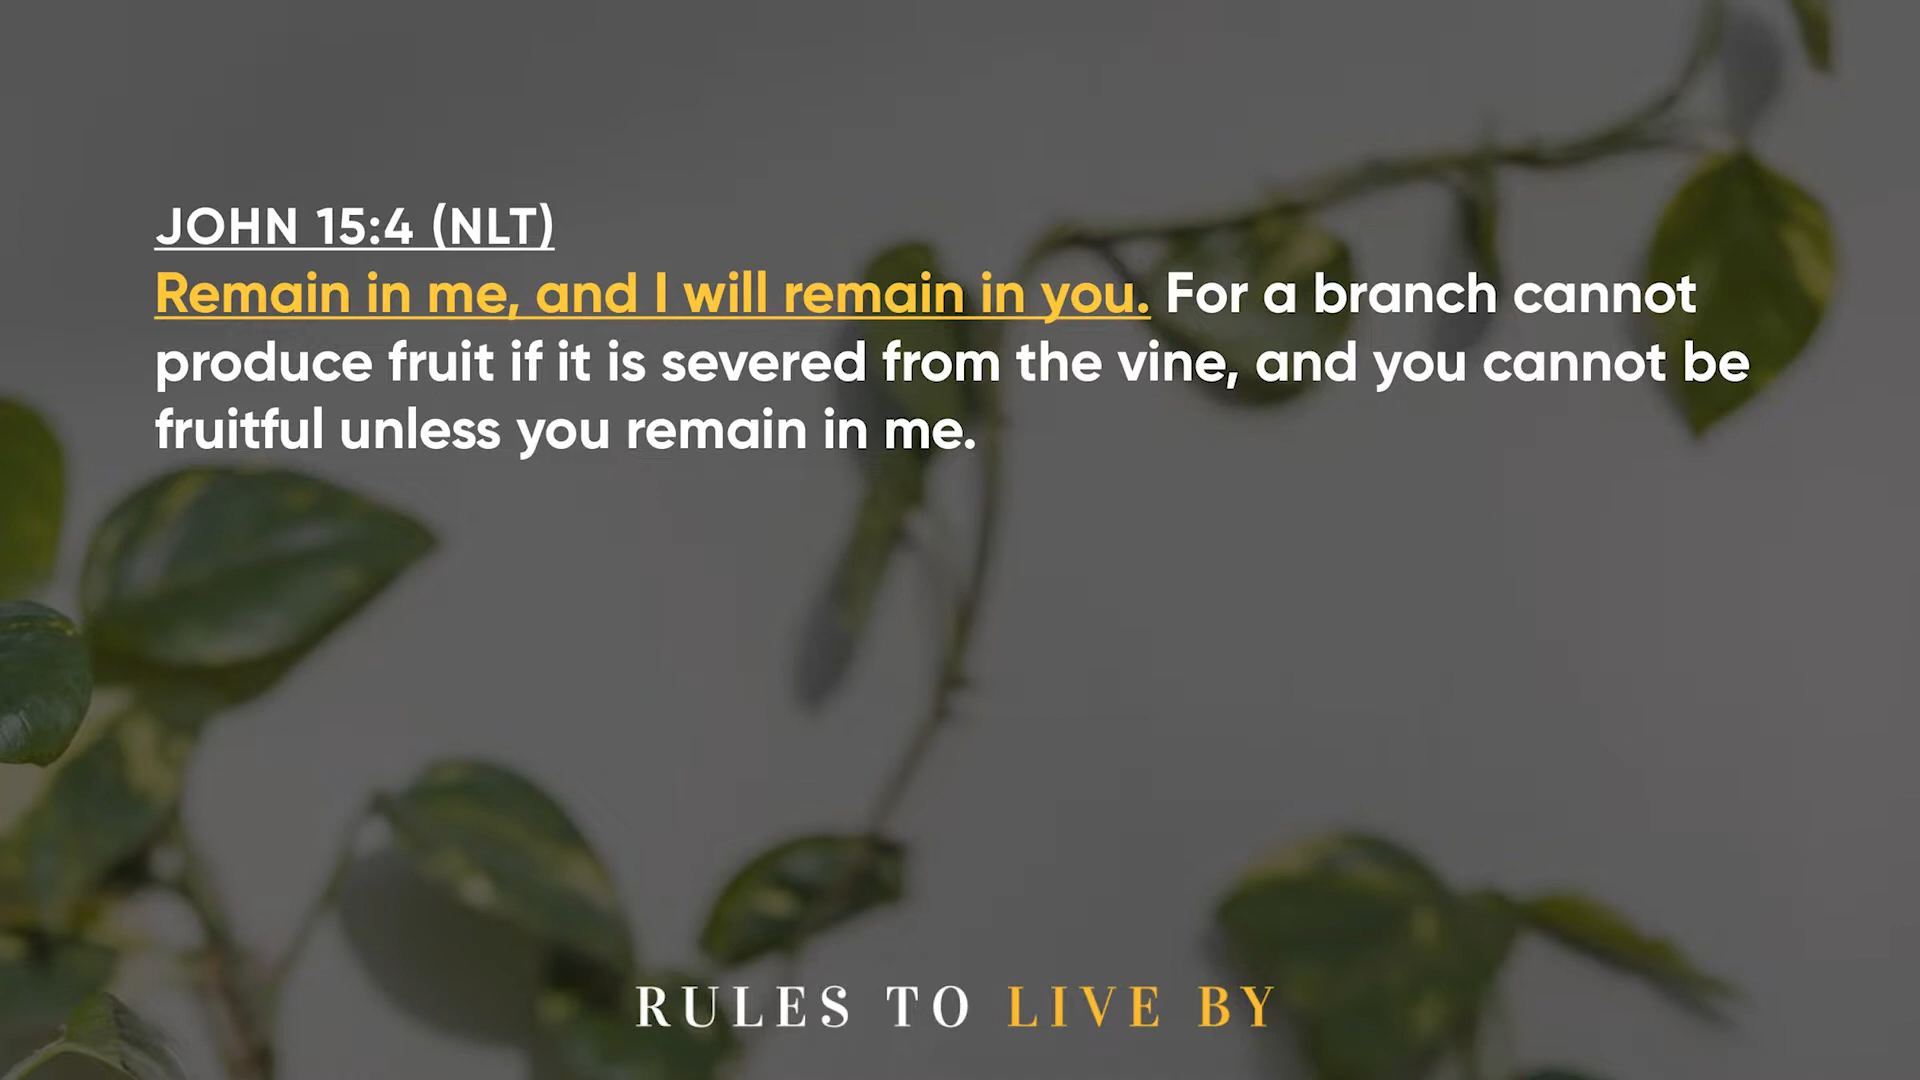 JOHN 15:4 (NLT)
Remain in me, and I will remain in you. For a branch cannot
produce fruit if it is severed from the vine, and you cannot be
fruitful unless you remain in me.
RULES TO LIVE BY